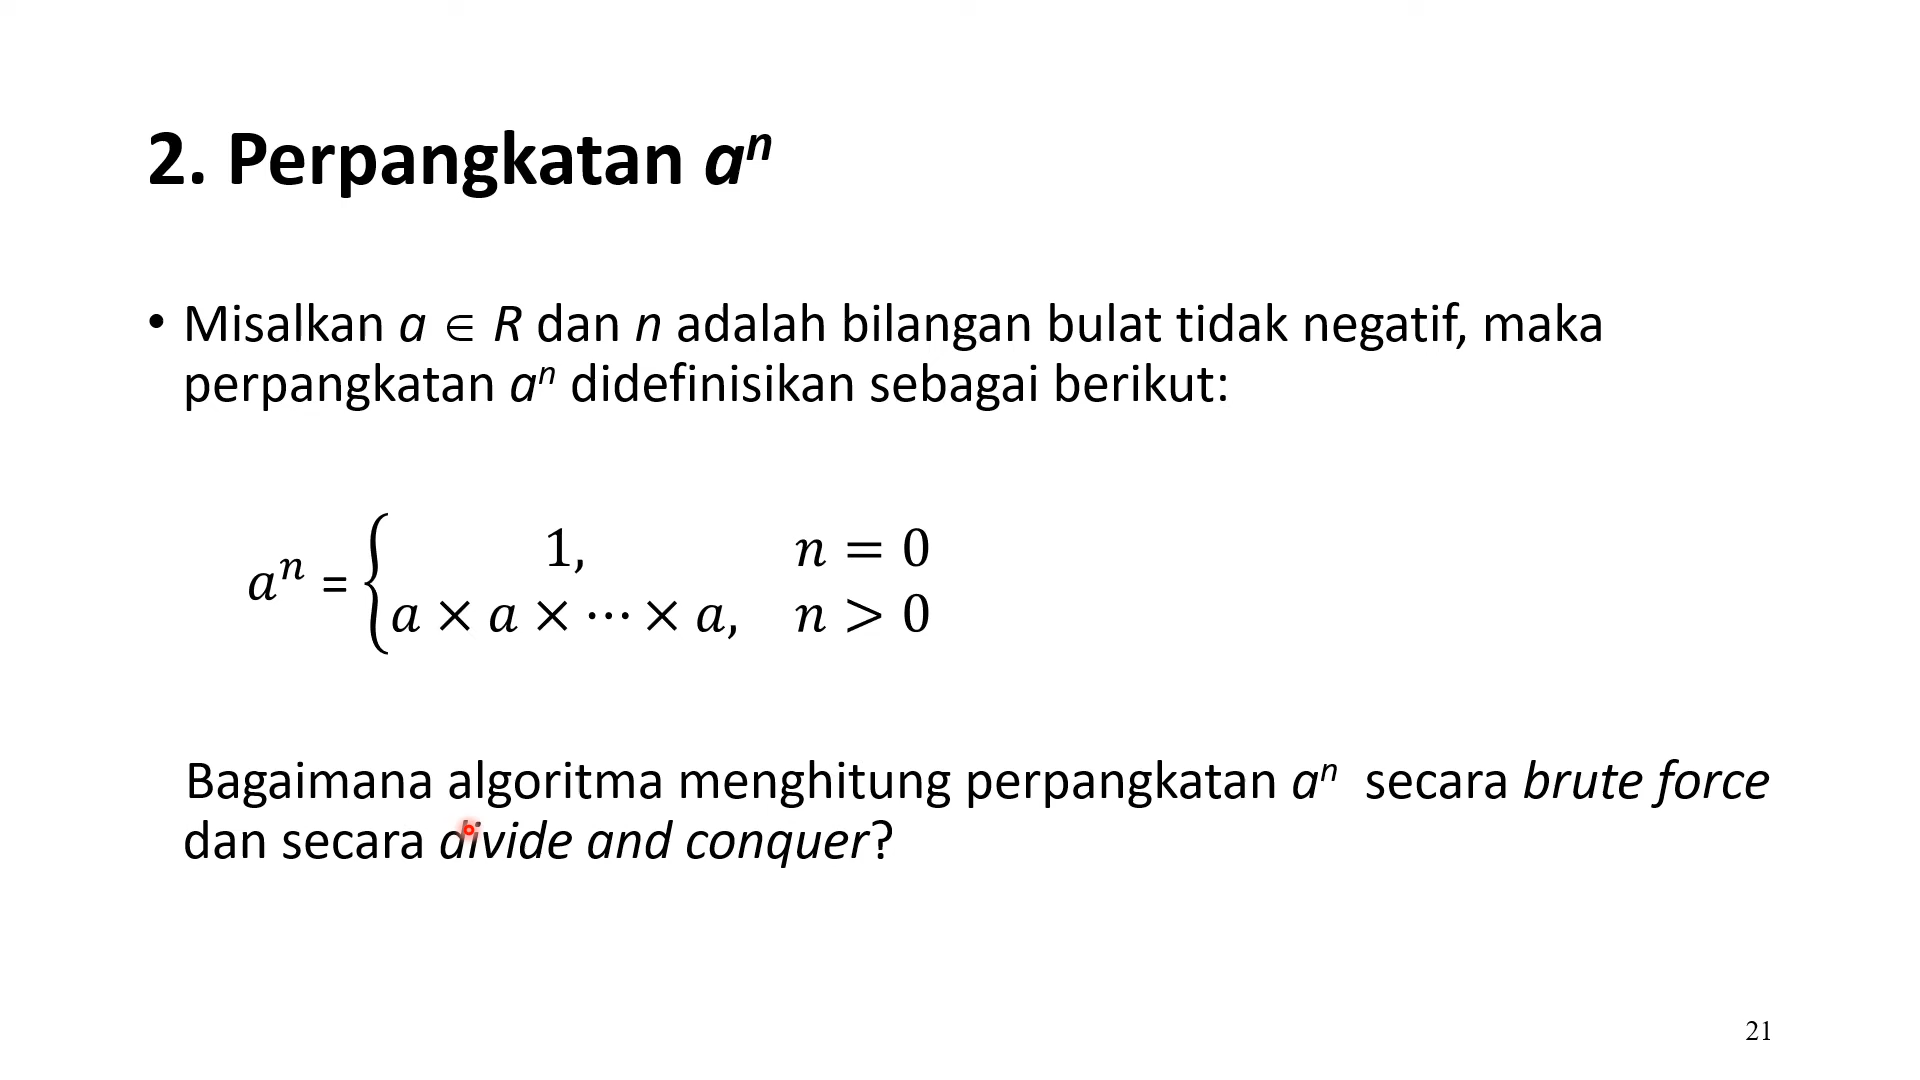 2. Perpangkatan aⁿ
• Misalkan a ∈ R dan n adalah bilangan bulat tidak negatif, maka
perpangkatan aⁿ didefinisikan sebagai berikut:
aⁿ = {
1, n = 0
a × a × ⋯ × a, n > 0
Bagaimana algoritma menghitung perpangkatan aⁿ secara brute force
dan secara divide and conquer?
21